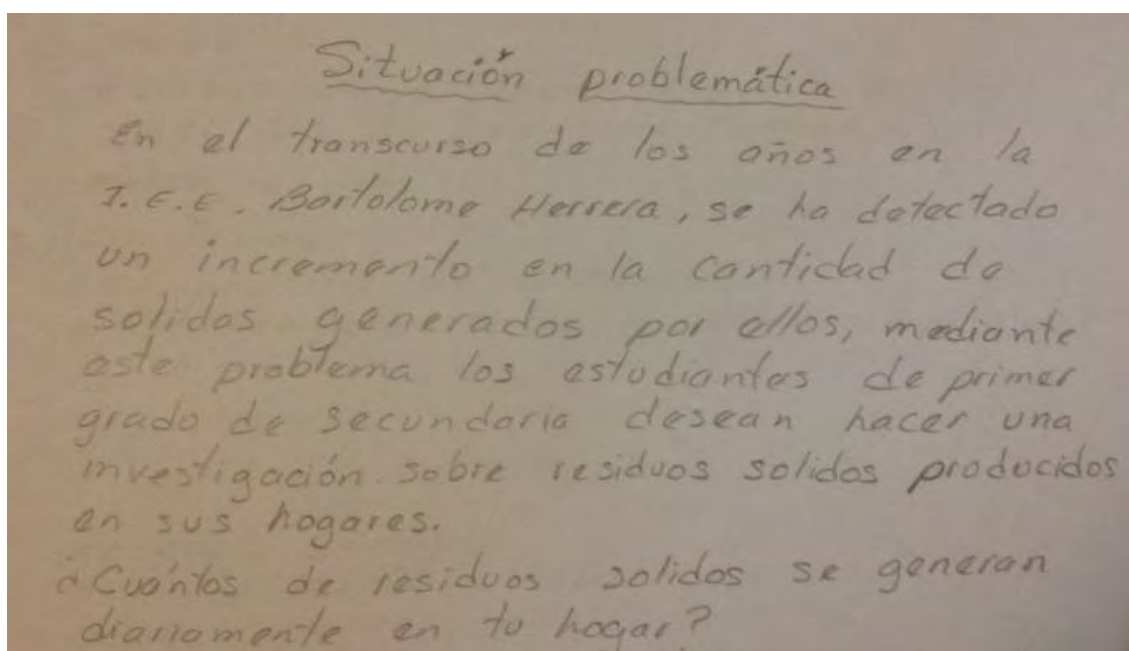 Situación problemática
En el transcurso de los años en la
I.E.E. Bartolome Herrera, se ha detectado
un incremento en la cantidad de
solidos generados por ellos, mediante
este problema los estudiantes de primer
grado de secundaria desean hacer una
investigación sobre residuos solidos producidos
en sus hogares.
¿Cuántos de residuos solidos se generan
diariamente en tu hogar?